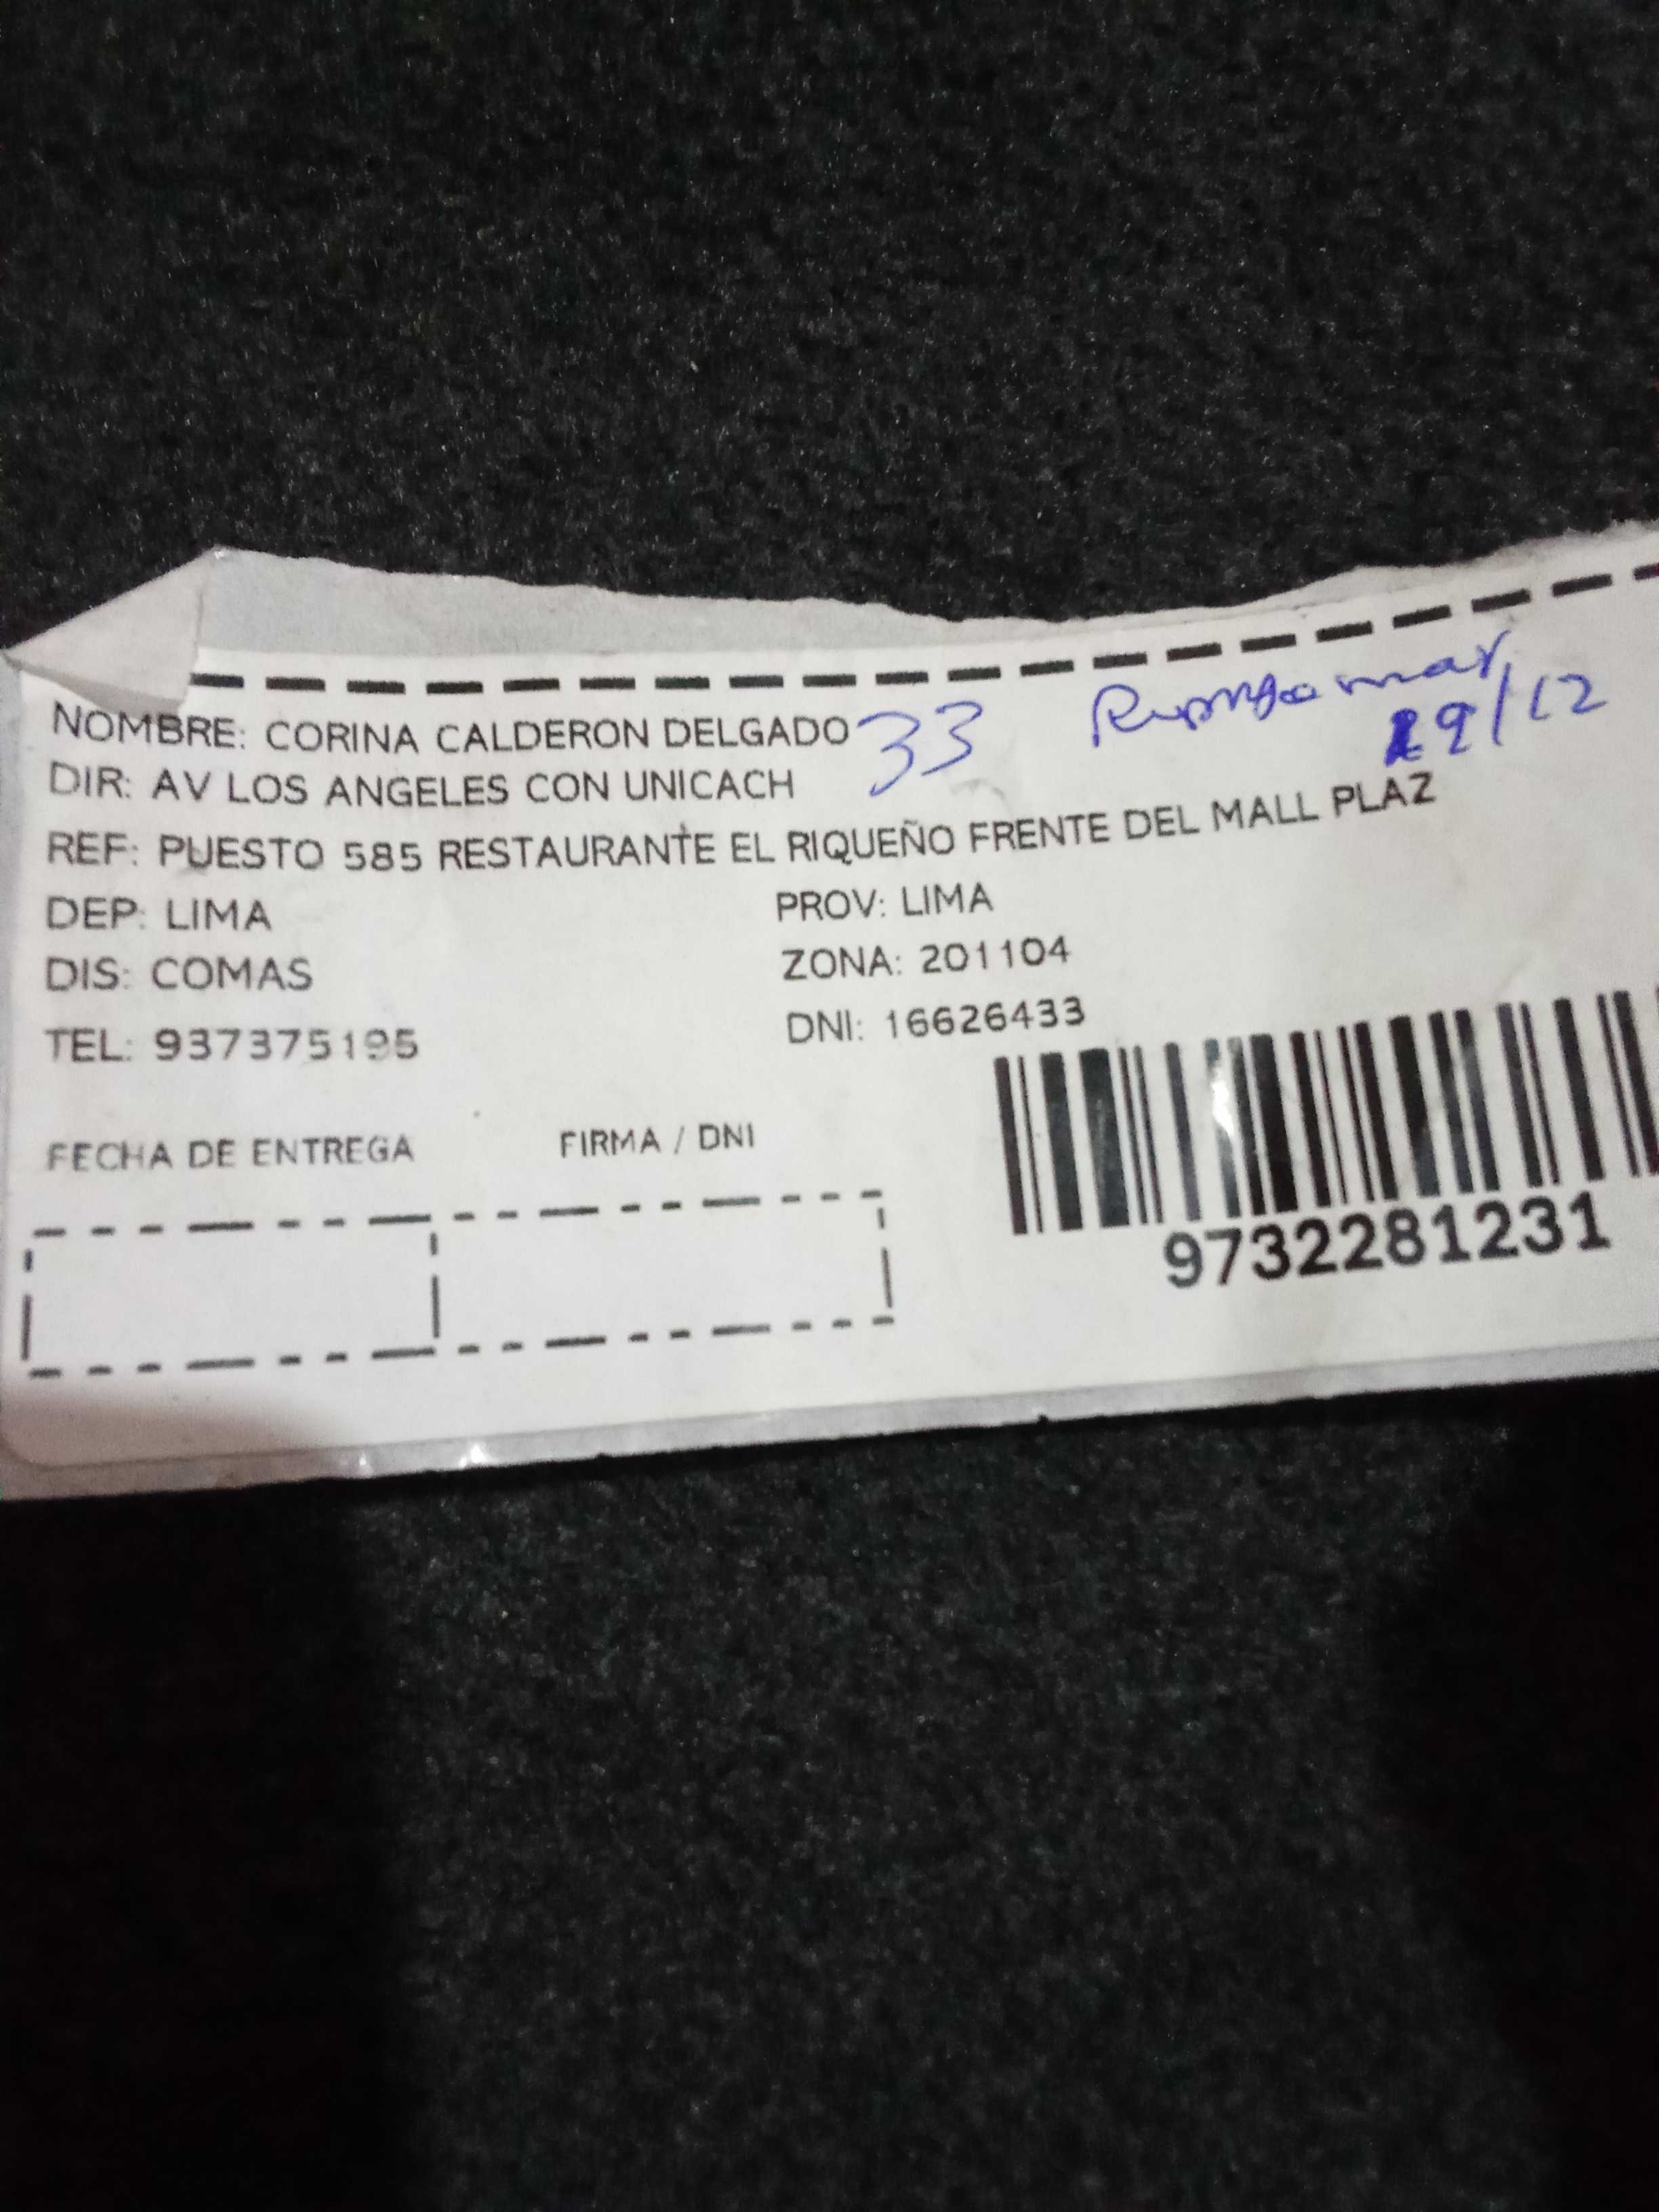 NOMBRE: CORINA CALDERON DELGADO 33
29/12
DIR: AV LOS ANGELES CON UNICACH
REF: PUESTO 585 RESTAURANTE EL RIQUEÑO FRENTE DEL MALL PLAZ
DEP: LIMA PROV: LIMA
DIS: COMAS ZONA: 201104
TEL: 937375195 DNI: 16626433
FECHA DE ENTREGA FIRMA / DNI
9732281231